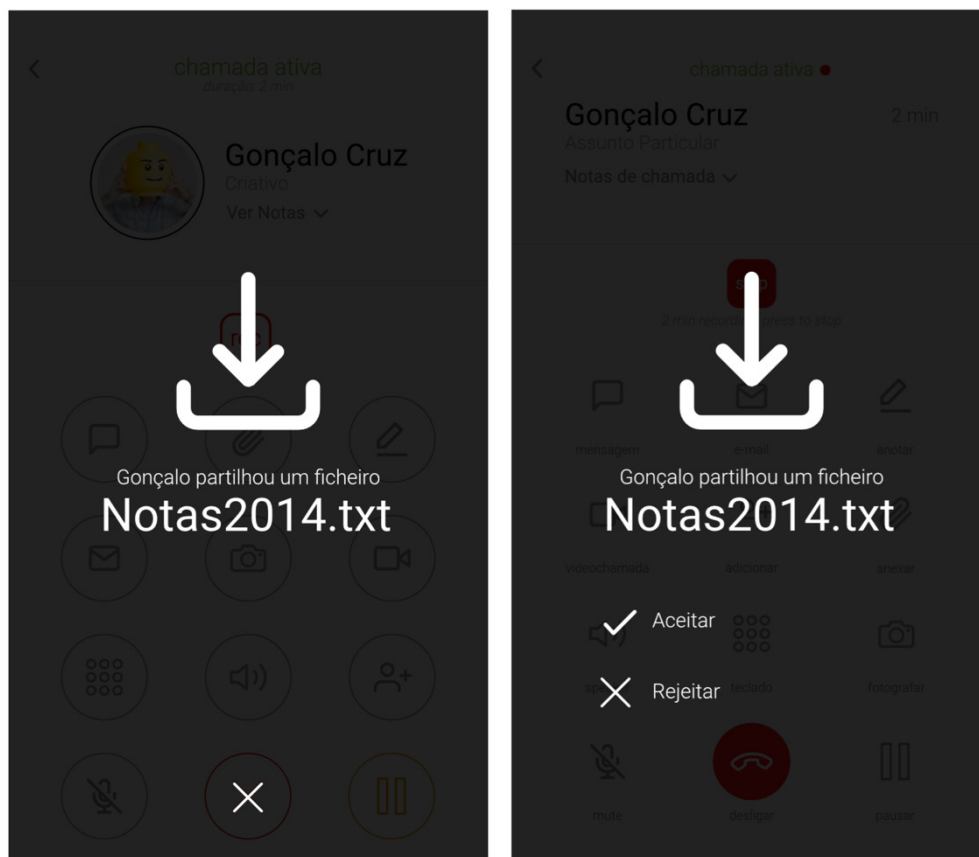 chamada ativa
duração, 2 min
Gonçalo Cruz
Criativo
Ver Notas
rec
Gonçalo partilhou um ficheiro
Notas2014.txt
chamada ativa
Gonçalo Cruz
2 min
Assunto Particular
Notas de chamada
2 min recording
press to stop
mensagem
e-mail
anotar
Gonçalo partilhou um ficheiro
Notas2014.txt
videochamada
adicionar
anexar
Aceitar
teclado
fotografar
Rejeitar
mute
desligar
pausar